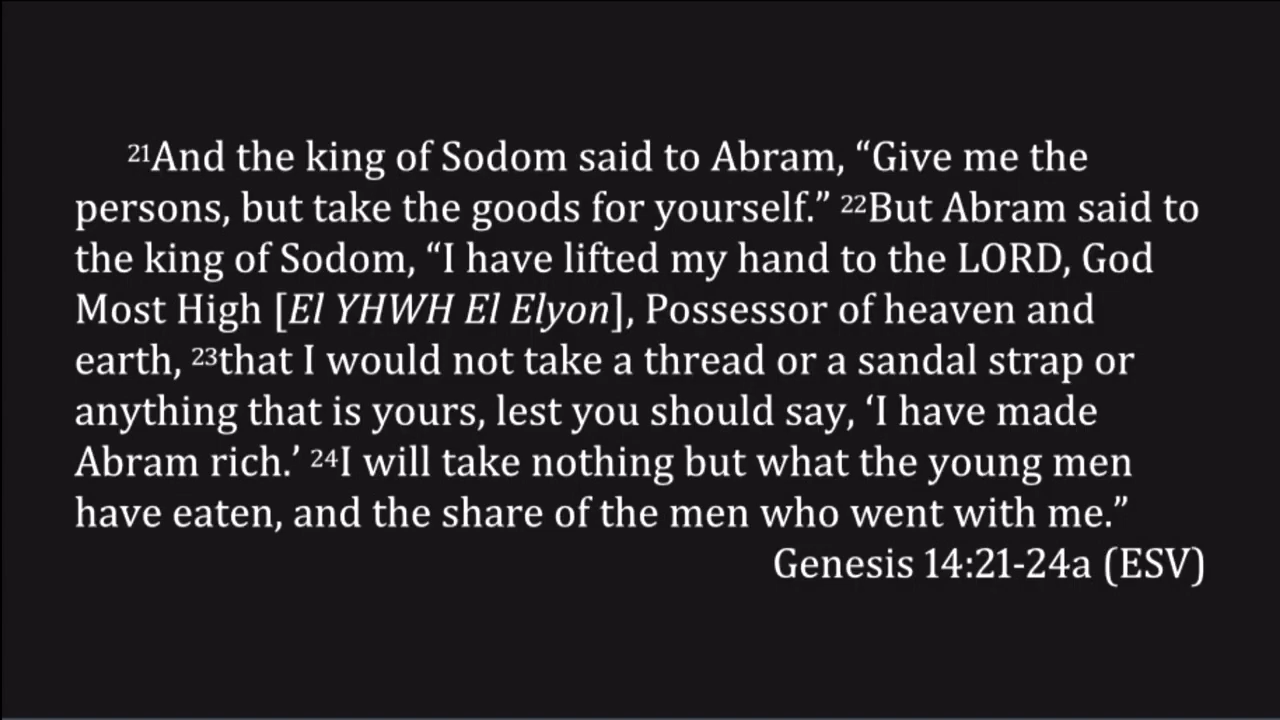 21And the king of Sodom said to Abram, “Give me the
persons, but take the goods for yourself.” 22But Abram said to
the king of Sodom, “I have lifted my hand to the LORD, God
Most High [El YHWH El Elyon], Possessor of heaven and
earth, 23that I would not take a thread or a sandal strap or
anything that is yours, lest you should say, ‘I have made
Abram rich.’ 24I will take nothing but what the young men
have eaten, and the share of the men who went with me.”
Genesis 14:21-24a (ESV)